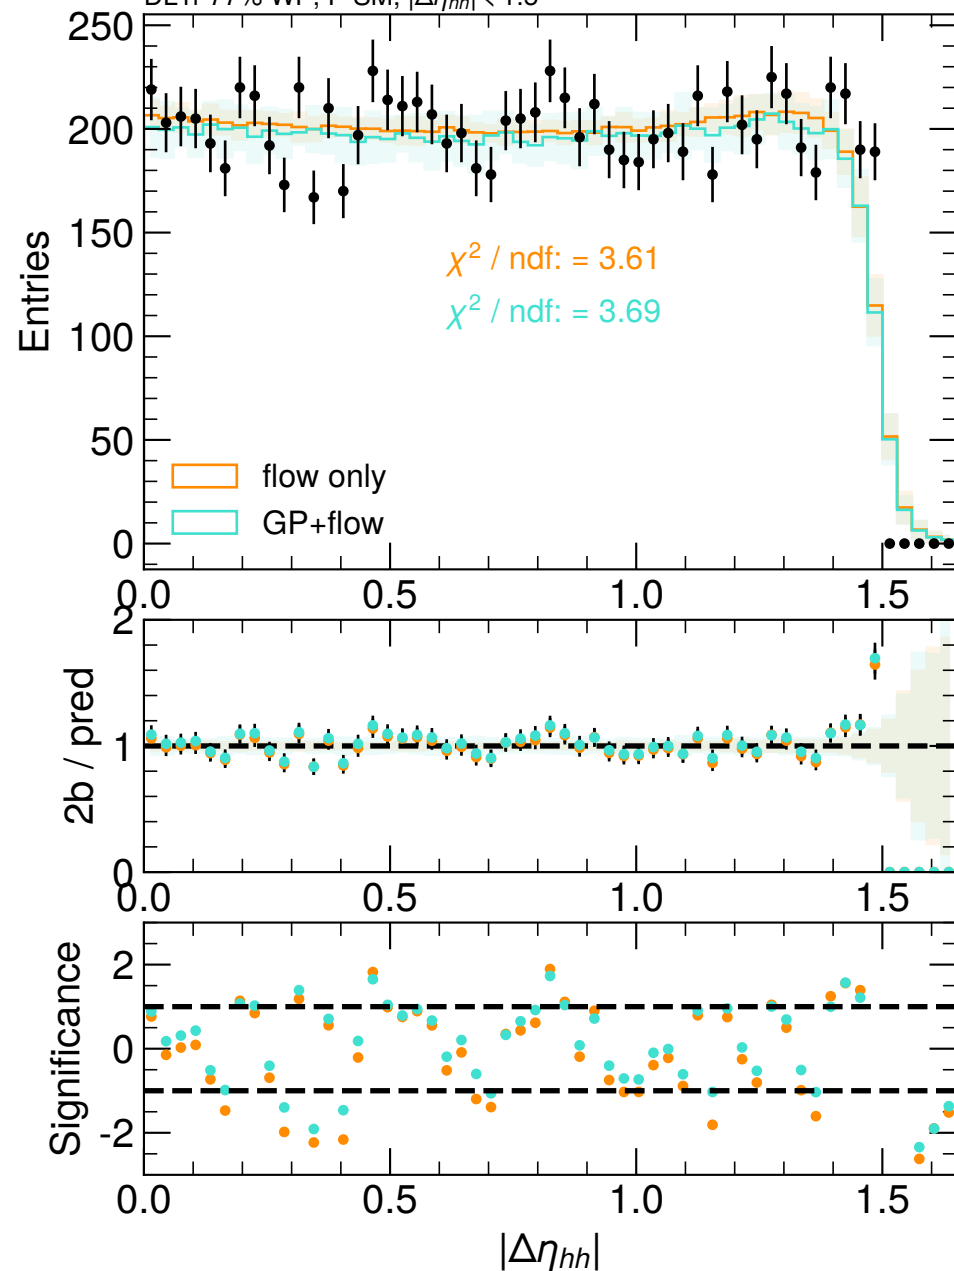 250
200
150
100
50
0
Entries
χ² / ndf: = 3.61
χ² / ndf: = 3.69
flow only
GP+flow
0.0 0.5 1.0 1.5
2
1
0
2b / pred
0.0 0.5 1.0 1.5
2
0
-2
Significance
0.0 0.5 1.0 1.5
|Δη_hh|